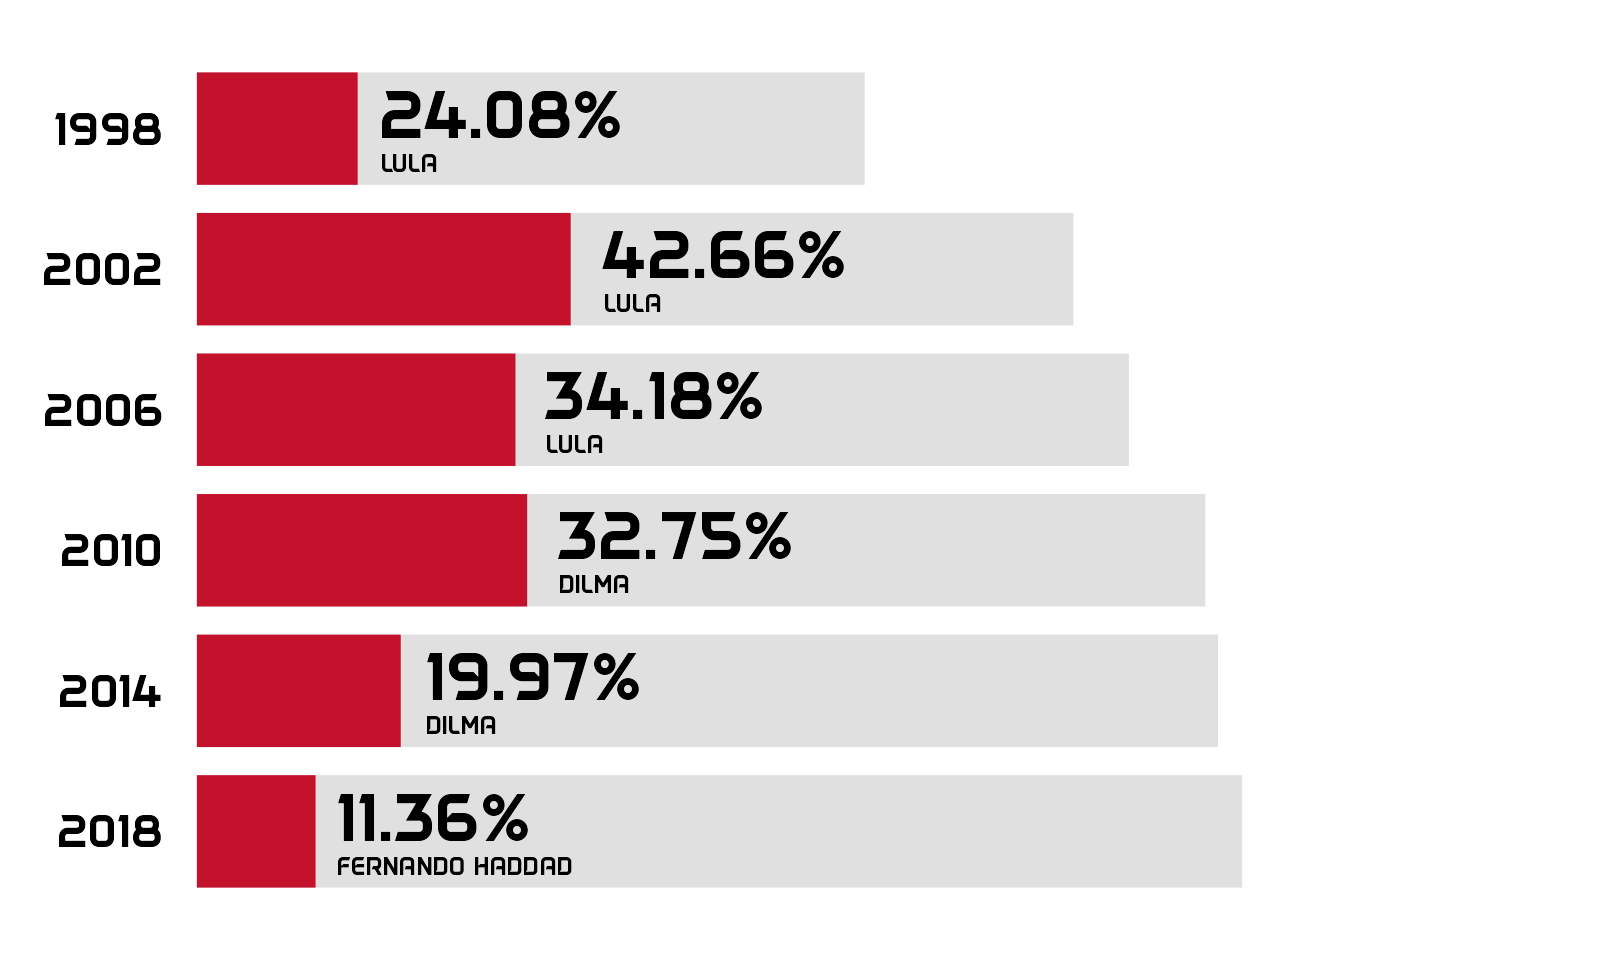 1998
24.08%
LULA
2002
42.66%
LULA
2006
34.18%
LULA
2010
32.75%
DILMA
2014
19.97%
DILMA
2018
11.36%
FERNANDO HADDAD